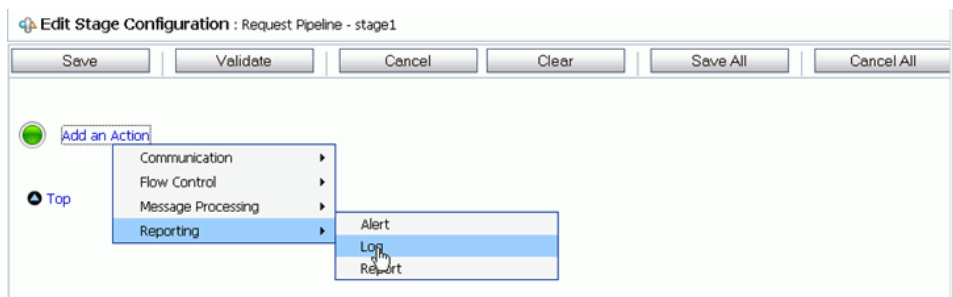 Edit Stage Configuration : Request Pipeline - stage1
Save Validate Cancel Clear Save All Cancel All
Add an Action
Communication
Flow Control
Top
Message Processing
Reporting
Alert
Log
Report